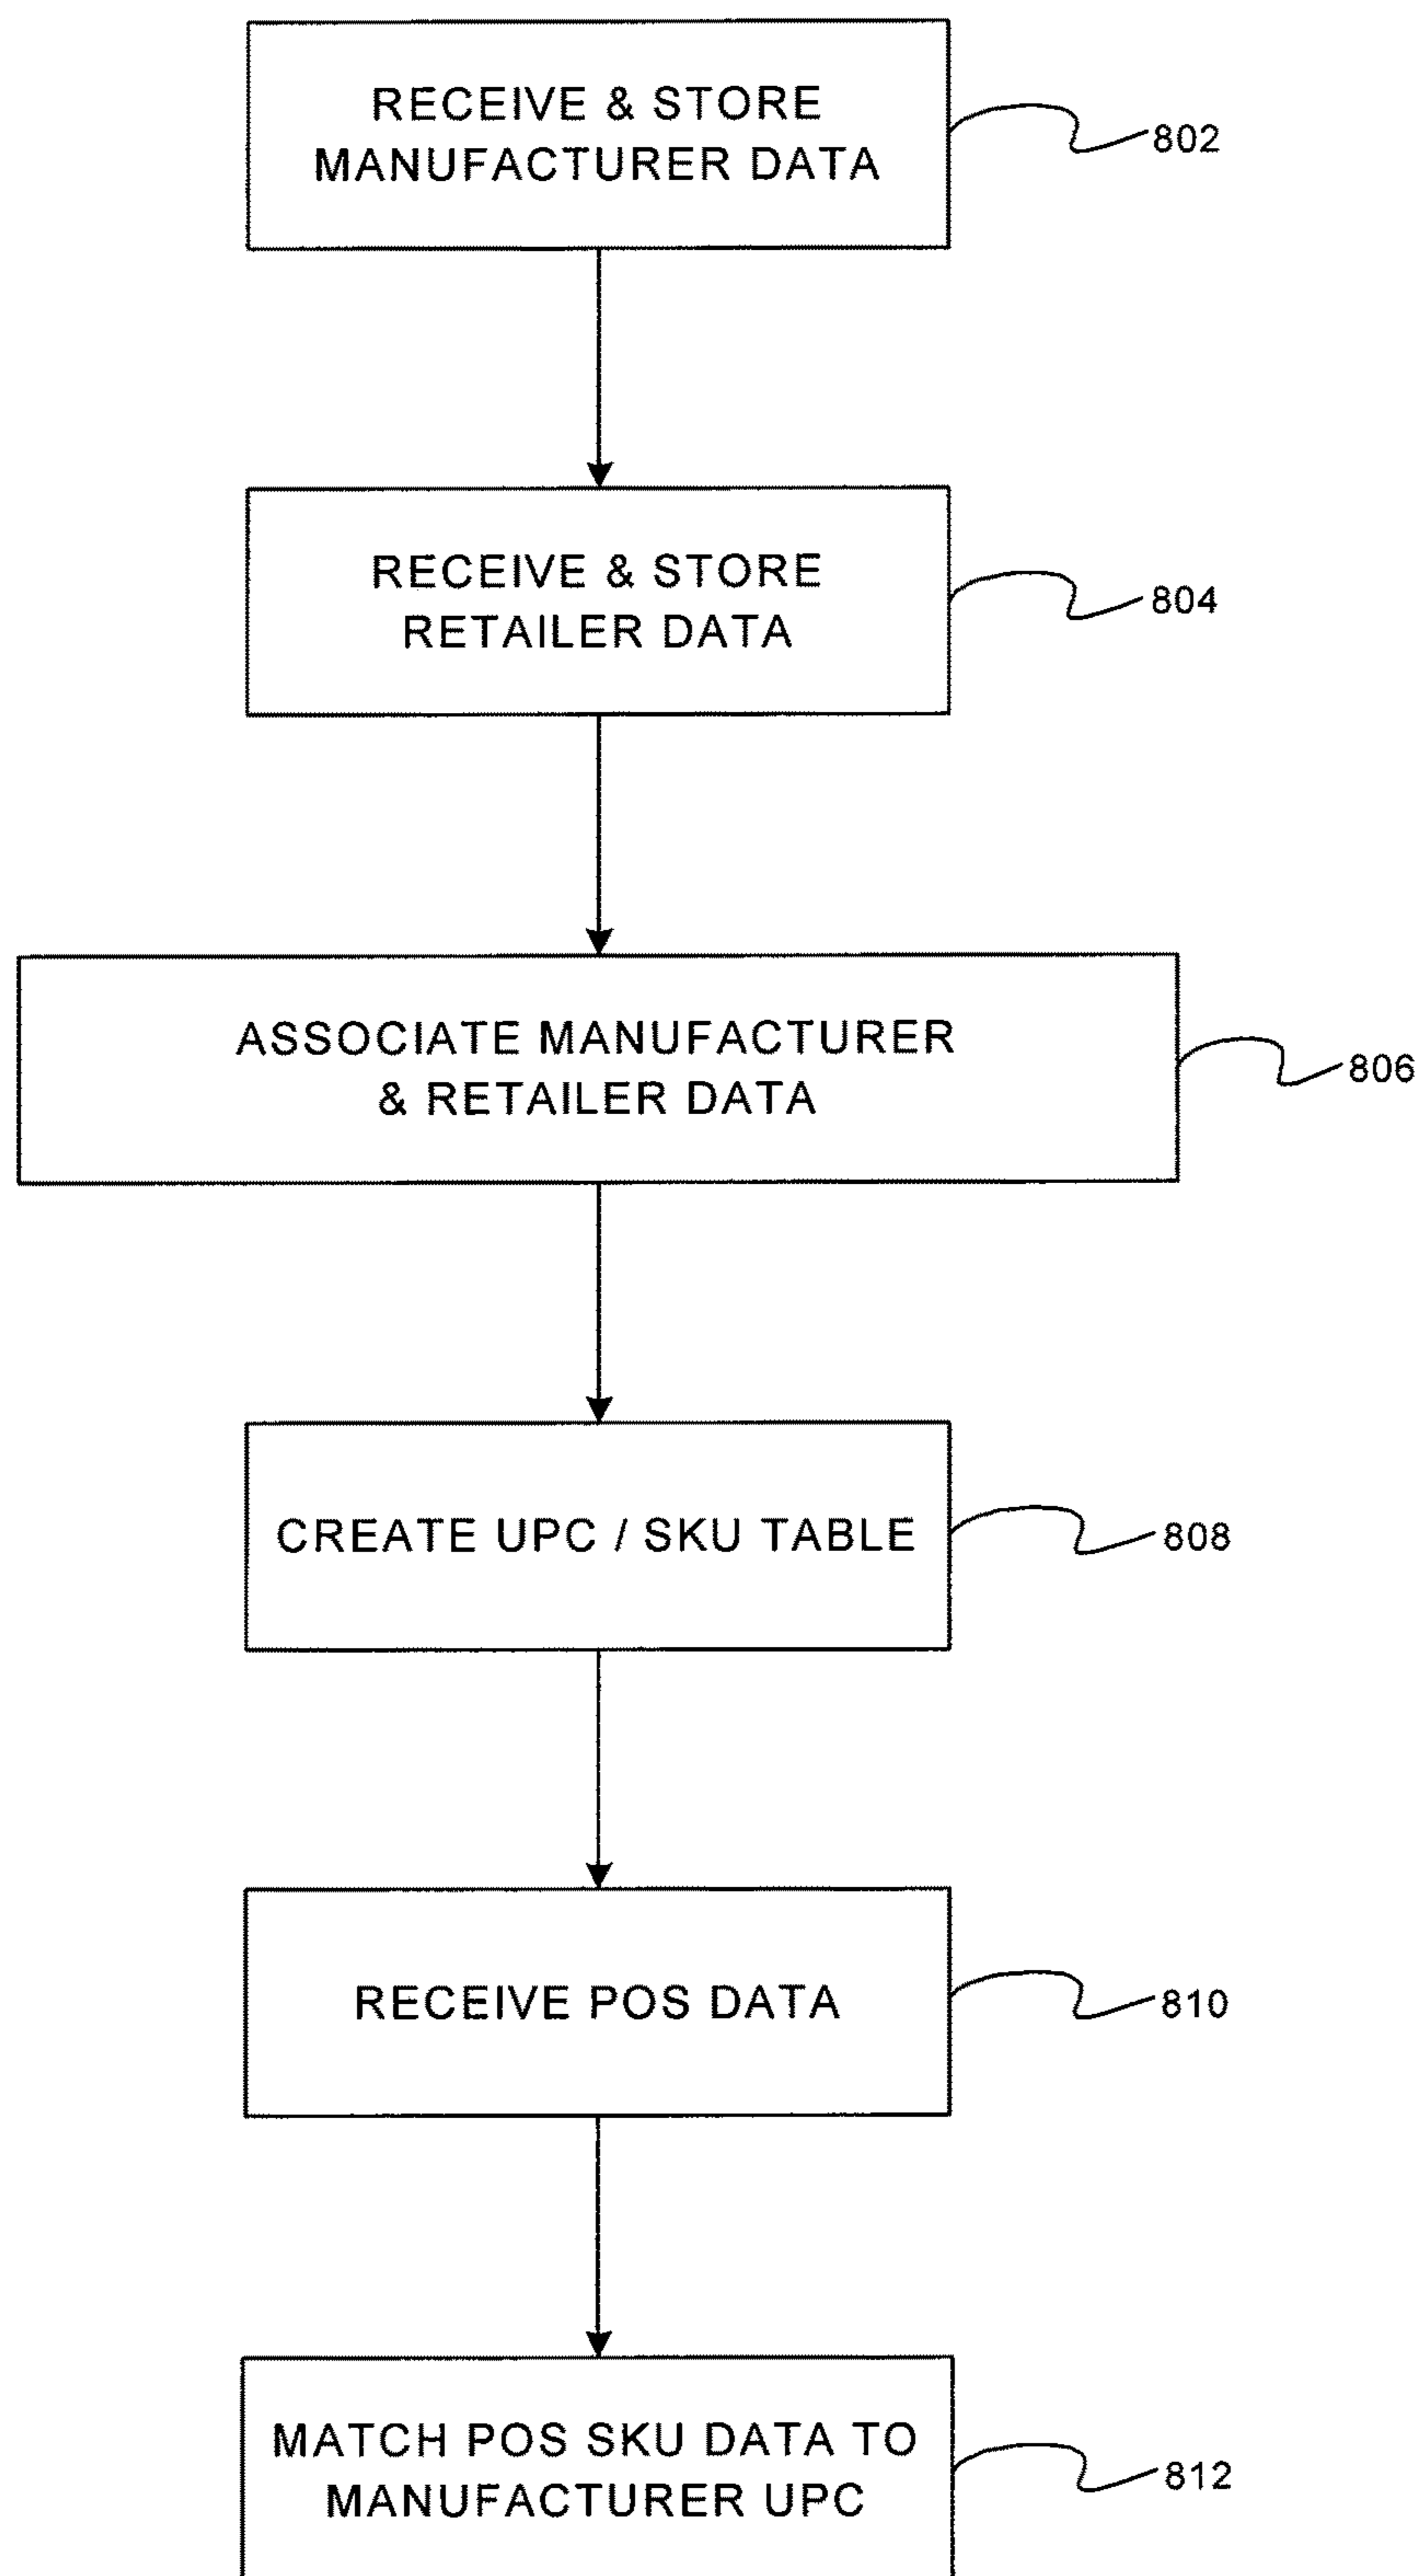 RECEIVE & STORE
MANUFACTURER DATA
802
RECEIVE & STORE
RETAILER DATA
804
ASSOCIATE MANUFACTURER
& RETAILER DATA
806
CREATE UPC / SKU TABLE
808
RECEIVE POS DATA
810
MATCH POS SKU DATA TO
MANUFACTURER UPC
812